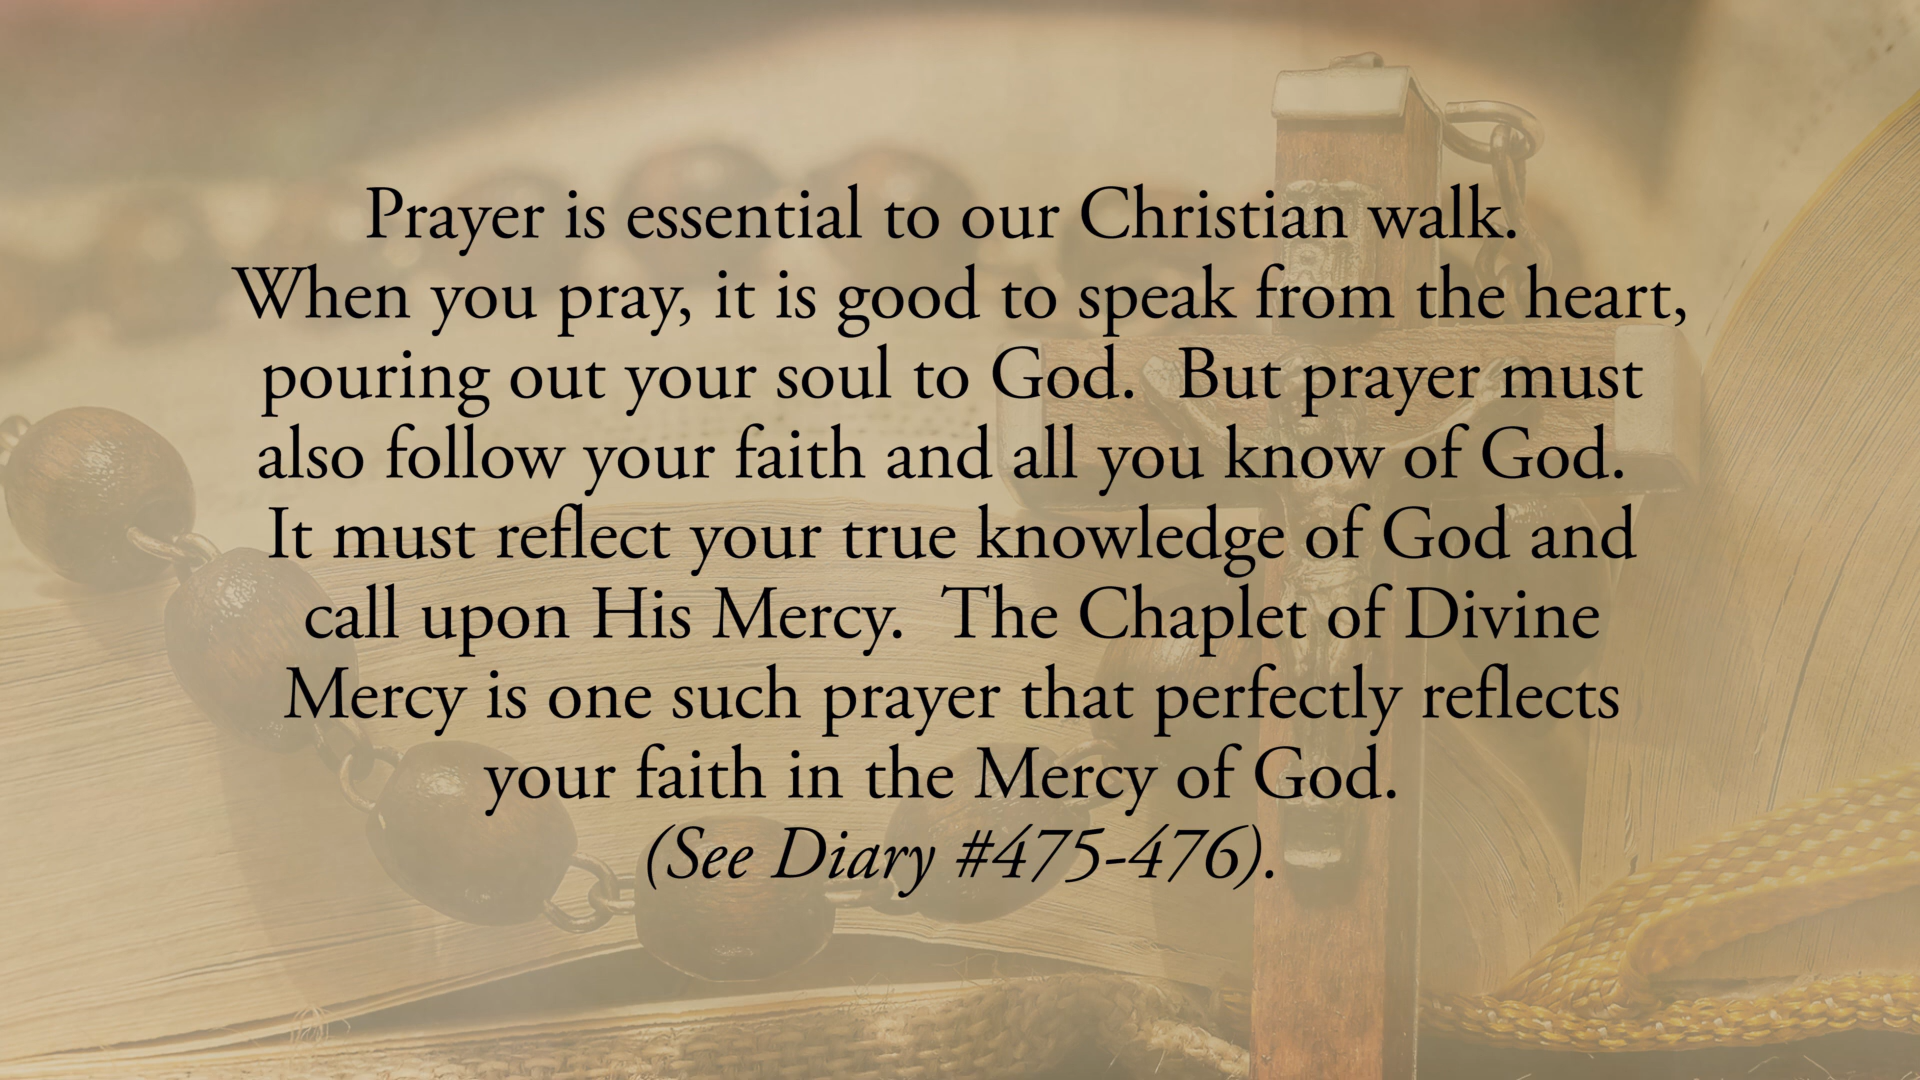 Prayer is essential to our Christian walk.
When you pray, it is good to speak from the heart,
pouring out your soul to God.  But prayer must
also follow your faith and all you know of God.
It must reflect your true knowledge of God and
call upon His Mercy.  The Chaplet of Divine
Mercy is one such prayer that perfectly reflects
your faith in the Mercy of God.
(See Diary #475-476).